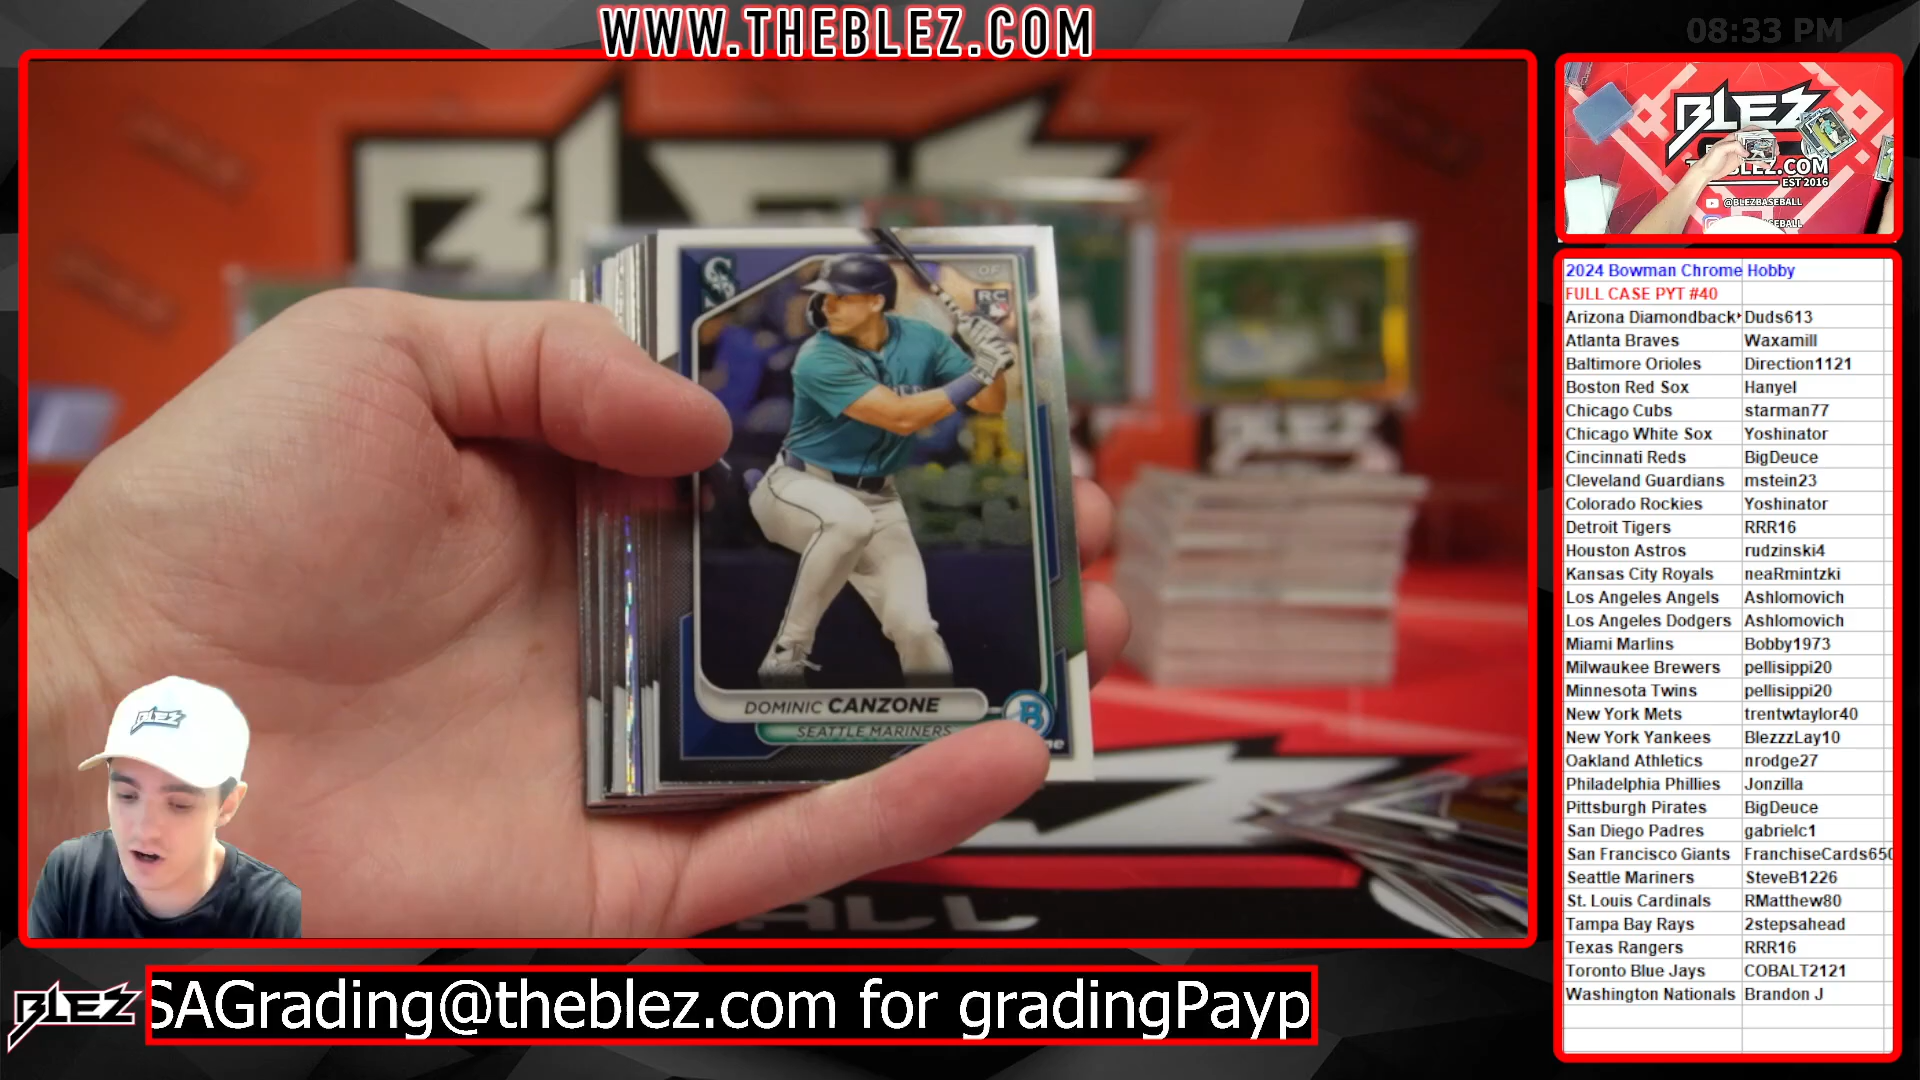 WWW.THEBLEZ.COM
08:33 PM
BLEZ
OF
RC
DOMINIC CANZONE
SEATTLE MARINERS
B
BLEZ
BLEZ
EST 2016
@BLEZBASEBALL
2024 Bowman Chrome Hobby
FULL CASE PYT #40
Arizona Diamondback Duds613
Atlanta Braves Waxamill
Baltimore Orioles Direction1121
Boston Red Sox Hanyel
Chicago Cubs starman77
Chicago White Sox Yoshinator
Cincinnati Reds BigDeuce
Cleveland Guardians mstein23
Colorado Rockies Yoshinator
Detroit Tigers RRR16
Houston Astros rudzinski4
Kansas City Royals neaRmintzki
Los Angeles Angels Ashlomovich
Los Angeles Dodgers Ashlomovich
Miami Marlins Bobby1973
Milwaukee Brewers pellisippi20
Minnesota Twins pellisippi20
New York Mets trentwtaylor40
New York Yankees BlezzzLay10
Oakland Athletics nrodge27
Philadelphia Phillies Jonzilla
Pittsburgh Pirates BigDeuce
San Diego Padres gabrielc1
San Francisco Giants FranchiseCards650
Seattle Mariners SteveB1226
St. Louis Cardinals RMatthew80
Tampa Bay Rays 2stepsahead
Texas Rangers RRR16
Toronto Blue Jays COBALT2121
Washington Nationals Brandon J
BLEZ
SAGrading@theblez.com for gradingPayp